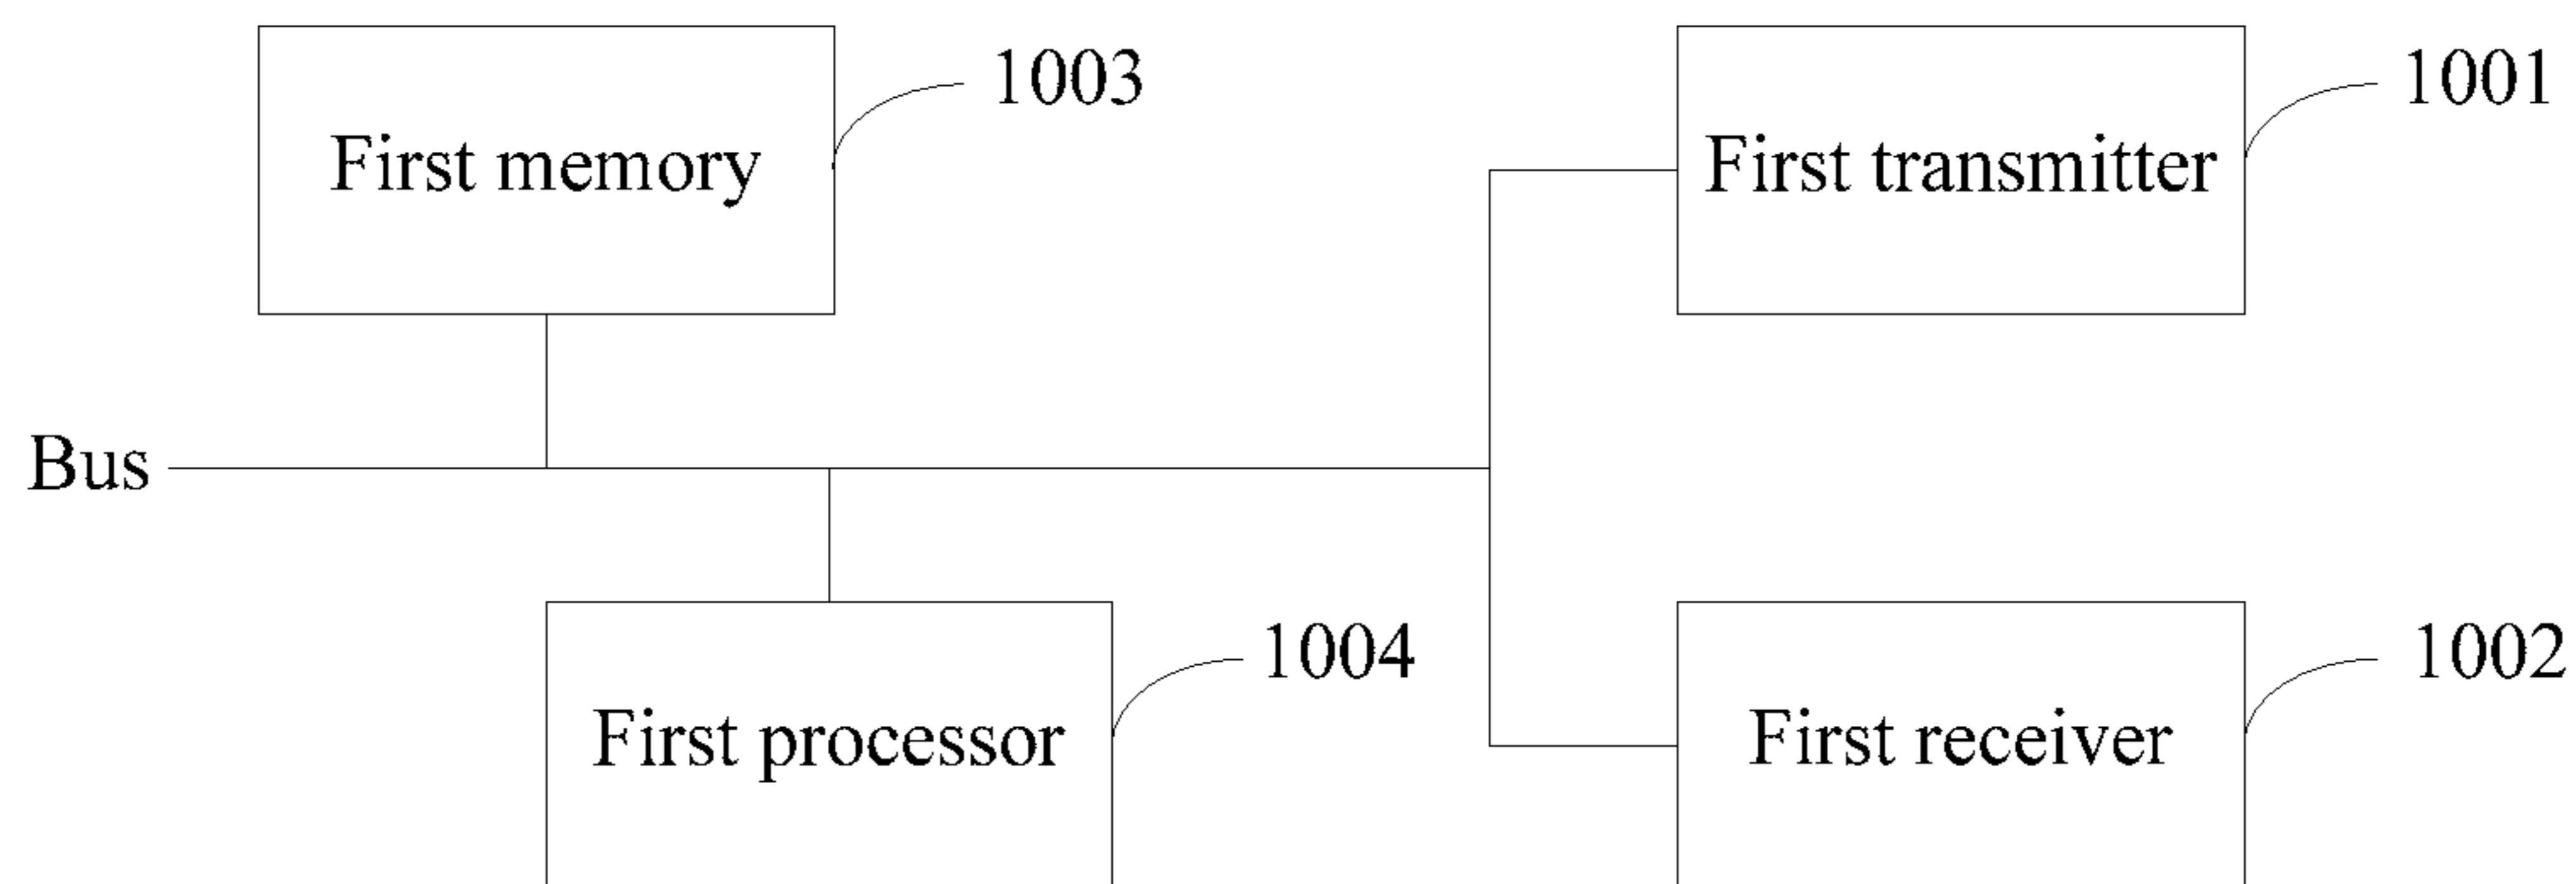 1003
1001
First memory
First transmitter
Bus
1004
1002
First processor
First receiver